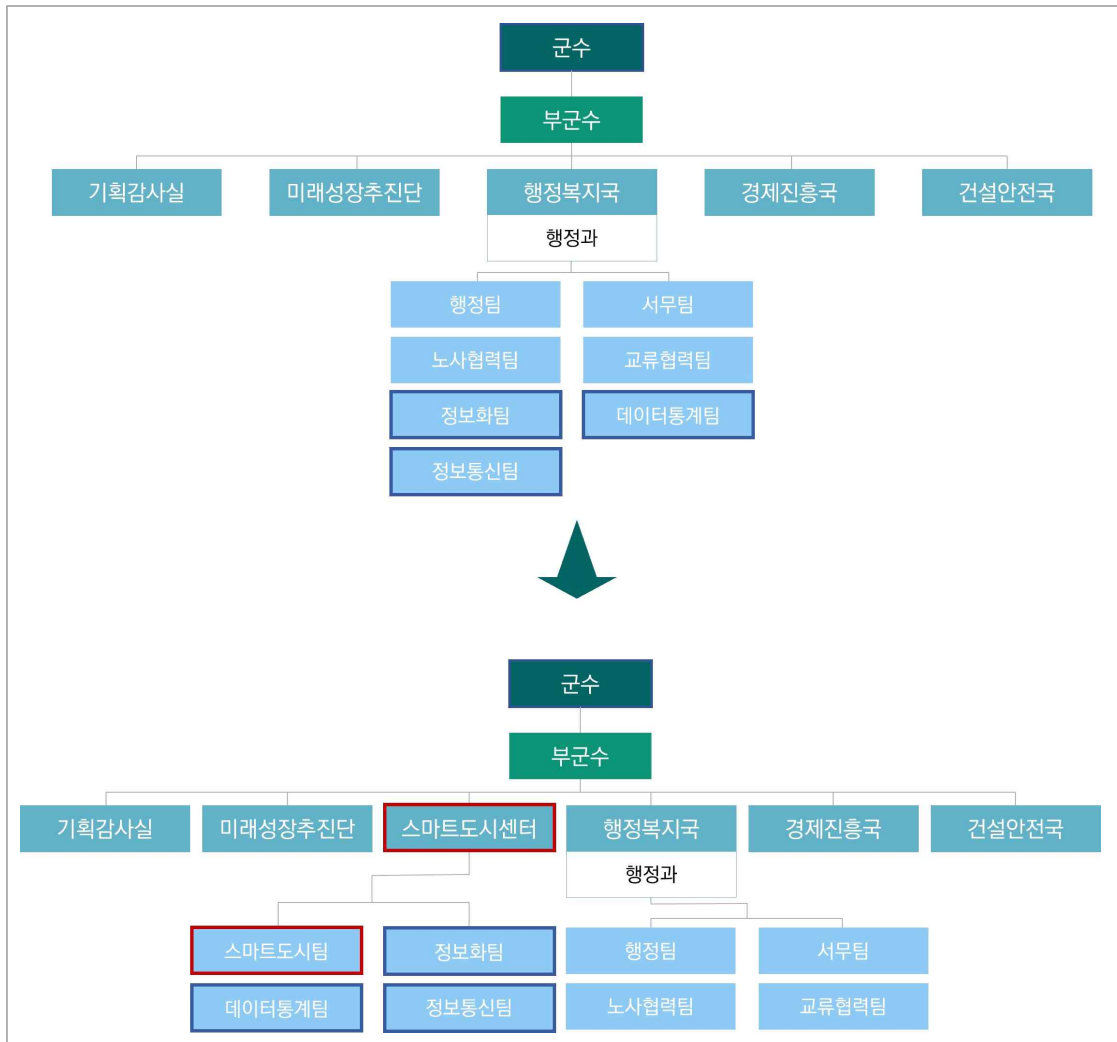 군수
부군수
기획감사실 미래성장추진단 행정복지국 경제진흥국 건설안전국
행정과
행정팀 서무팀
노사협력팀 교류협력팀
정보화팀 데이터통계팀
정보통신팀
군수
부군수
기획감사실 미래성장추진단 스마트도시센터 행정복지국 경제진흥국 건설안전국
행정과
스마트도시팀 정보화팀 행정팀 서무팀
데이터통계팀 정보통신팀 노사협력팀 교류협력팀